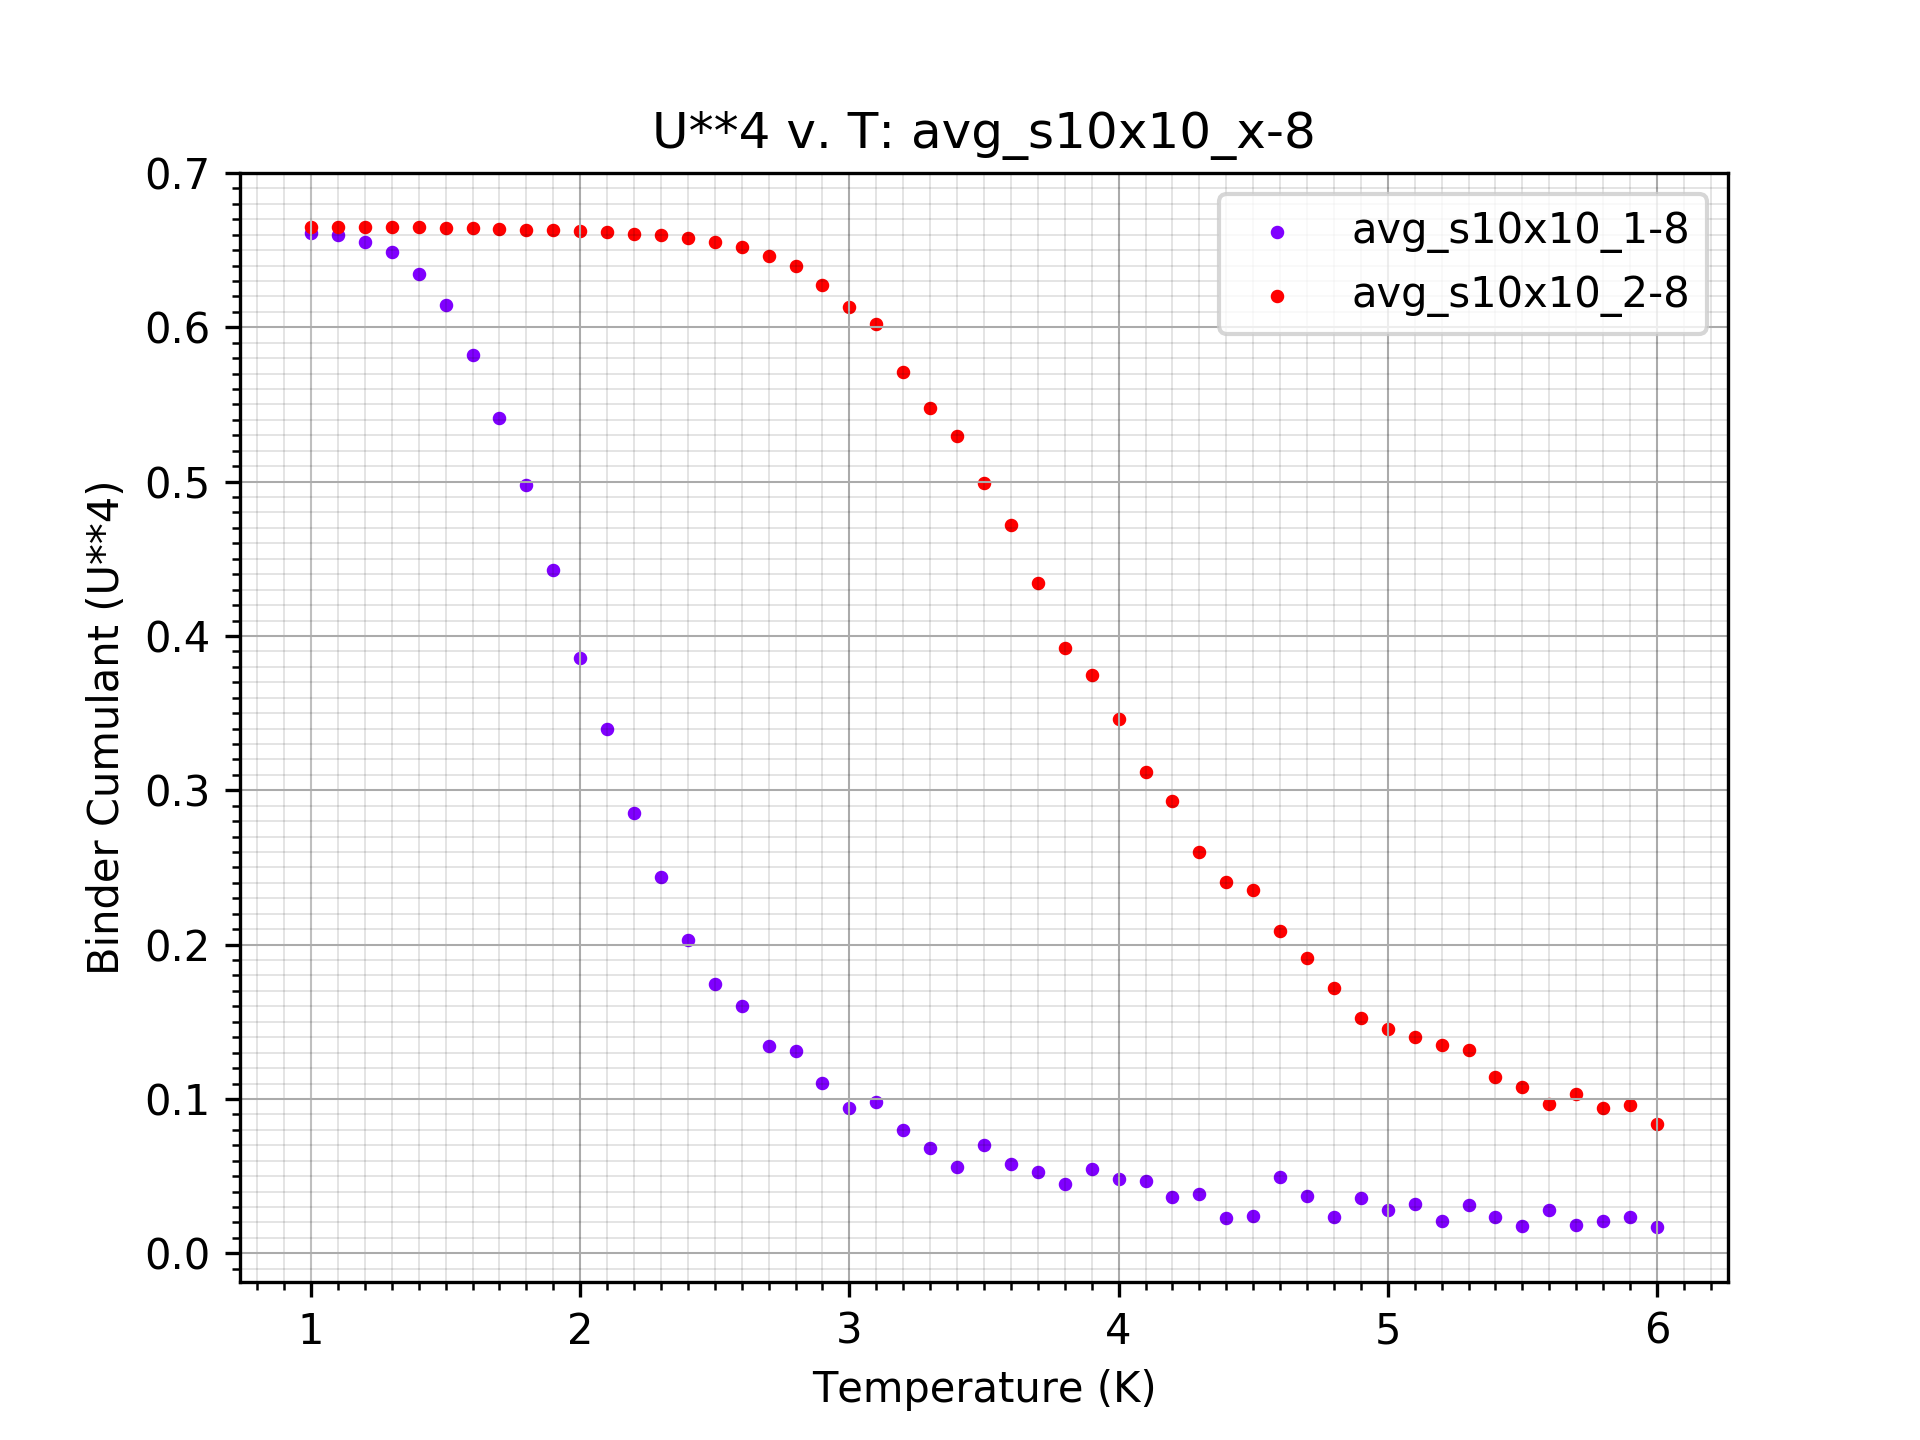 U**4 v. T: avg_s10x10_x-8
avg_s10x10_1-8
avg_s10x10_2-8
Binder Cumulant (U**4)
0.7
0.6
0.5
0.4
0.3
0.2
0.1
0.0
1 2 3 4 5 6
Temperature (K)